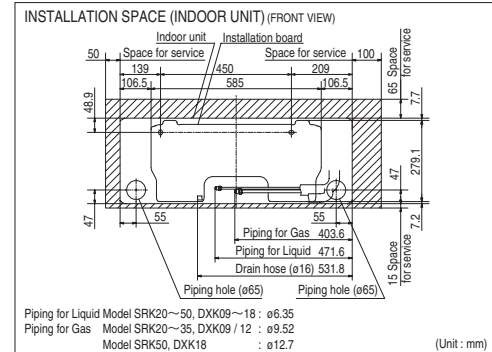 INSTALLATION SPACE (INDOOR UNIT) (FRONT VIEW)
Indoor unit Installation board
50 Space for service Space for service 100
139 450 209
106.5 585 106.5
65 Space for service
7.7
48.9
279.1
47
47
55 55
7.2
15 Space for service
Piping for Gas 403.6
Piping for Liquid 471.6
Drain hose (ø16) 531.8
Piping hole (ø65) Piping hole (ø65)
Piping for Liquid Model SRK20～50, DXK09～18 : ø6.35
Piping for Gas Model SRK20～35, DXK09 / 12 : ø9.52
Model SRK50, DXK18 : ø12.7
(Unit : mm)